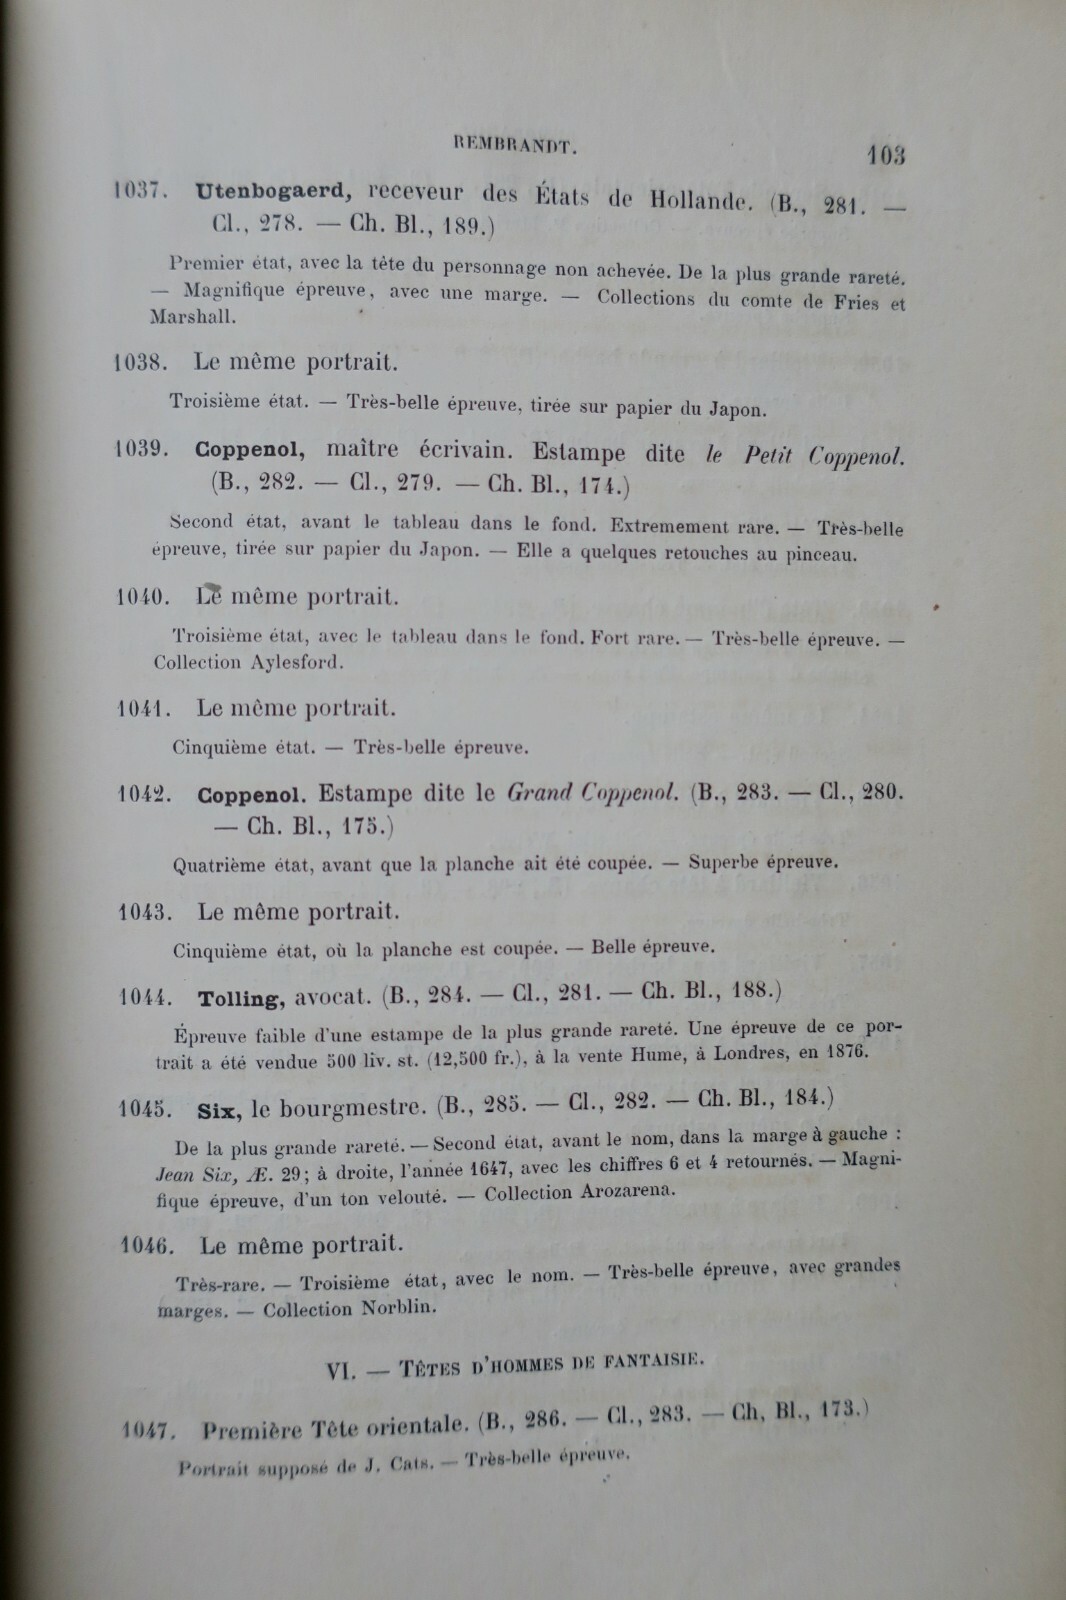 REMBRANDT.
103
1037. Utenbogaerd, receveur des États de Hollande. (B., 281. —
Cl., 278. — Ch. Bl., 189.)
Premier état, avec la tête du personnage non achevée. De la plus grande rareté.
— Magnifique épreuve, avec une marge. — Collections du comte de Fries et
Marshall.
1038. Le même portrait.
Troisième état. — Très-belle épreuve, tirée sur papier du Japon.
1039. Coppenol, maître écrivain. Estampe dite le Petit Coppenol.
(B., 282. — Cl., 279. — Ch. Bl., 174.)
Second état, avant le tableau dans le fond. Extremement rare. — Très-belle
épreuve, tirée sur papier du Japon. — Elle a quelques retouches au pinceau.
1040. Le même portrait.
Troisième état, avec le tableau dans le fond. Fort rare. — Très-belle épreuve. —
Collection Aylesford.
1041. Le même portrait.
Cinquième état. — Très-belle épreuve.
1042. Coppenol. Estampe dite le Grand Coppenol. (B., 283. — Cl., 280.
— Ch. Bl., 175.)
Quatrième état, avant que la planche ait été coupée. — Superbe épreuve.
1043. Le même portrait.
Cinquième état, où la planche est coupée. — Belle épreuve.
1044. Tolling, avocat. (B., 284. — Cl., 281. — Ch. Bl., 188.)
Épreuve faible d'une estampe de la plus grande rareté. Une épreuve de ce por-
trait a été vendue 500 liv. st. (12,500 fr.), à la vente Hume, à Londres, en 1876.
1045. Six, le bourgmestre. (B., 285. — Cl., 282. — Ch. Bl., 184.)
De la plus grande rareté. — Second état, avant le nom, dans la marge à gauche :
Jean Six, Æ. 29; à droite, l'année 1647, avec les chiffres 6 et 4 retournés. — Magni-
fique épreuve, d'un ton velouté. — Collection Arozarena.
1046. Le même portrait.
Très-rare. — Troisième état, avec le nom. — Très-belle épreuve, avec grandes
marges. — Collection Norblin.
VI. — TÊTES D'HOMMES DE FANTAISIE.
1047. Première Tête orientale. (B., 286. — Cl., 283. — Ch, Bl., 173.)
Portrait supposé de J. Cats. — Très-belle épreuve.